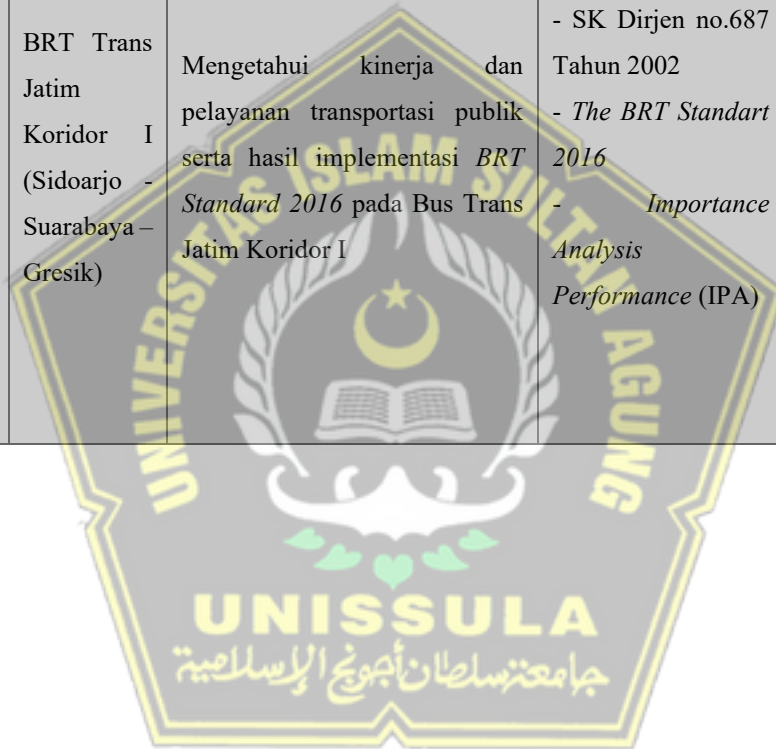 BRT Trans
Jatim
Koridor I
(Sidoarjo -
Suarabaya –
Gresik)
Mengetahui kinerja dan
pelayanan transportasi publik
serta hasil implementasi BRT
Standard 2016 pada Bus Trans
Jatim Koridor I
- SK Dirjen no.687
Tahun 2002
- The BRT Standart
2016
- Importance
Analysis
Performance (IPA)
UNIVERSITAS ISLAM SULTAN AGUNG
UNISSULA
جامعتنسلطان أجونج الإسلامية